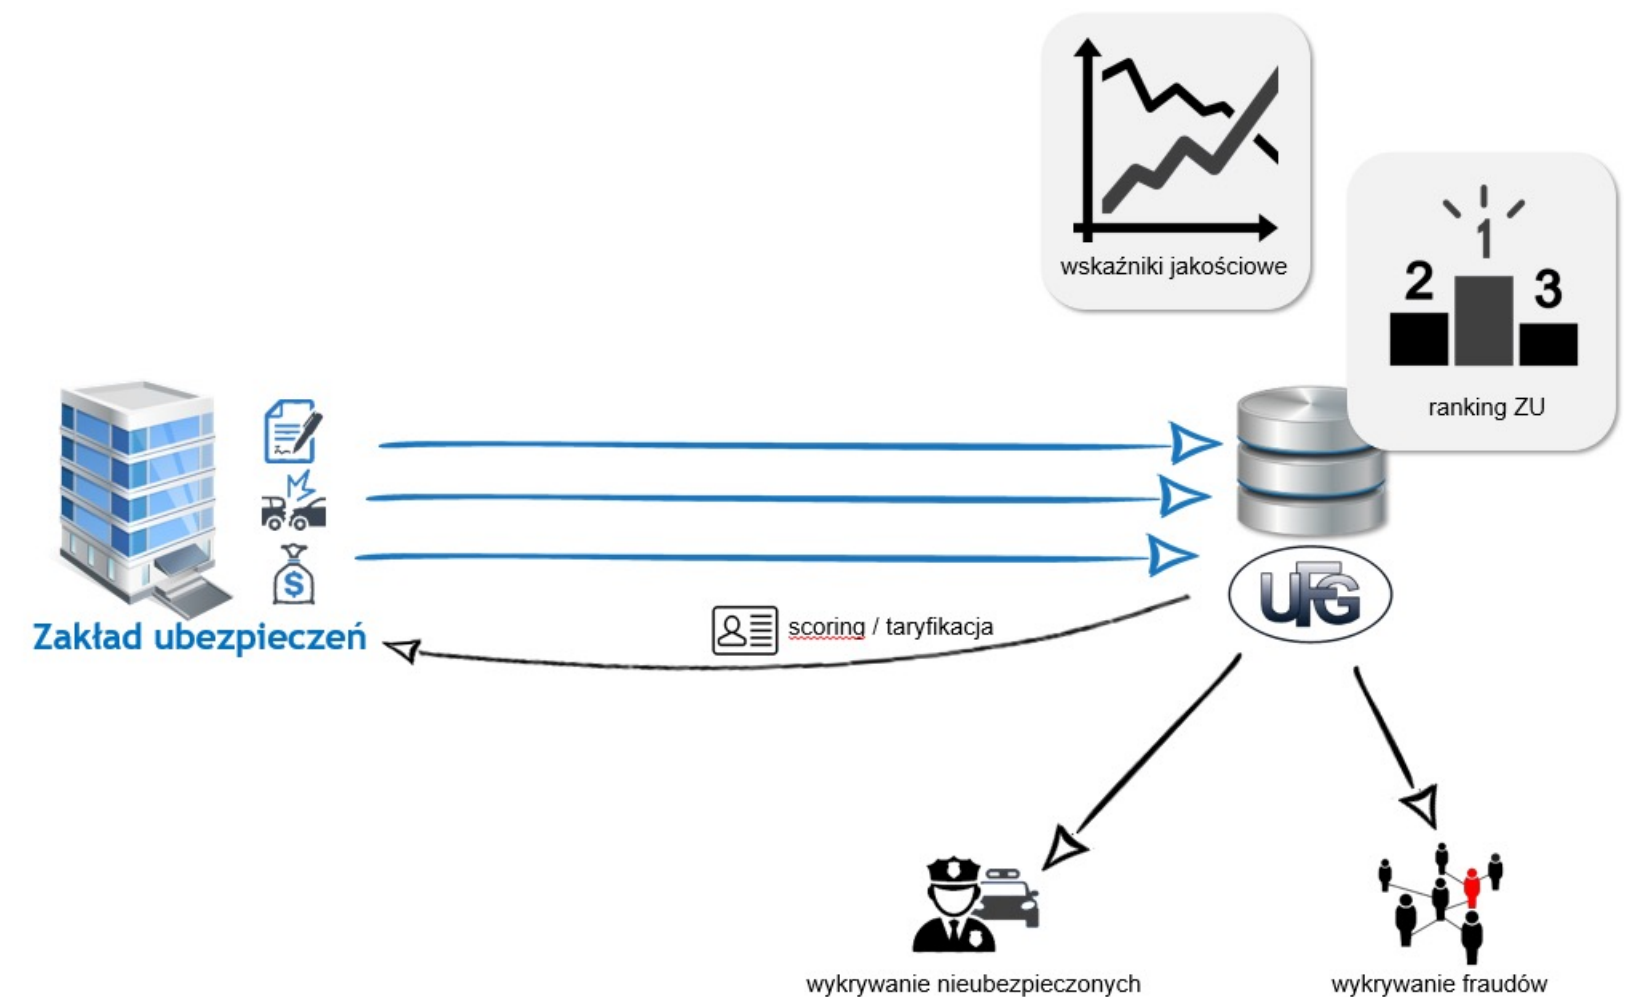 wskaźniki jakościowe
1
2
3
ranking ZU
$
UFG
Zakład ubezpieczeń
scoring / taryfikacja
wykrywanie nieubezpieczonych
wykrywanie fraudów